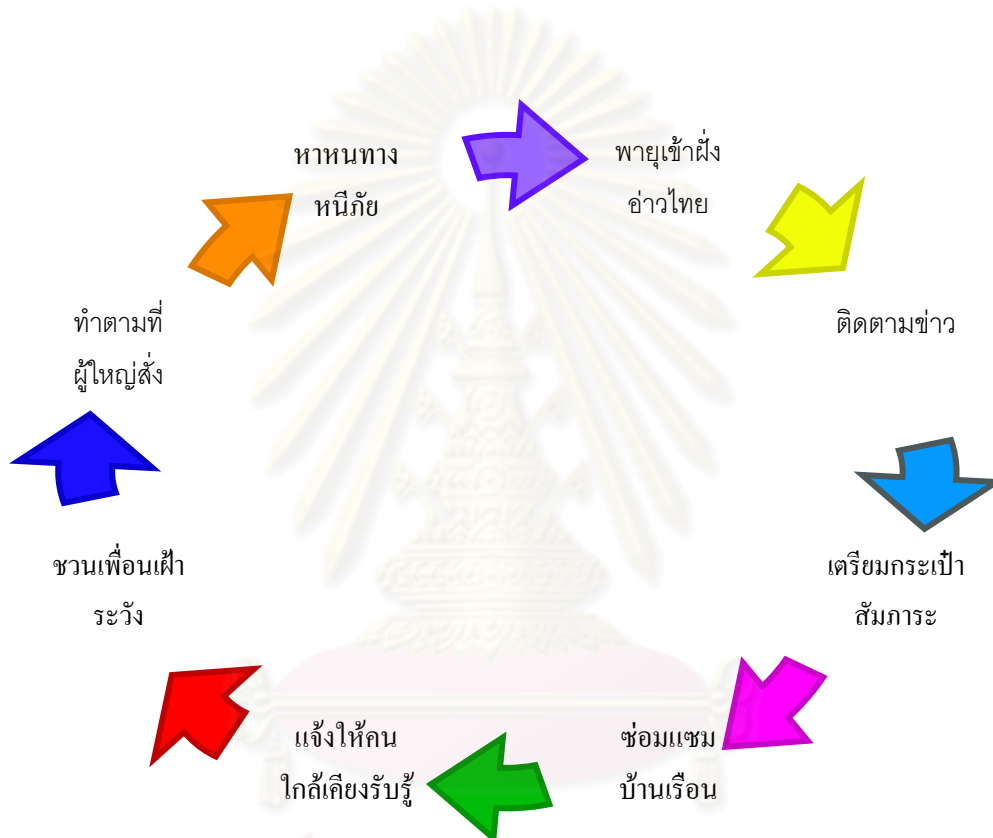 พายุเข้าฝั่ง
อ่าวไทย
ติดตามข่าว
เตรียมกระเป๋า
สัมภาระ
ซ่อมแซม
บ้านเรือน
แจ้งให้คน
ใกล้เคียงรับรู้
ชวนเพื่อนเฝ้า
ระวัง
ทำตามที่
ผู้ใหญ่สั่ง
หาหนทาง
หนีภัย